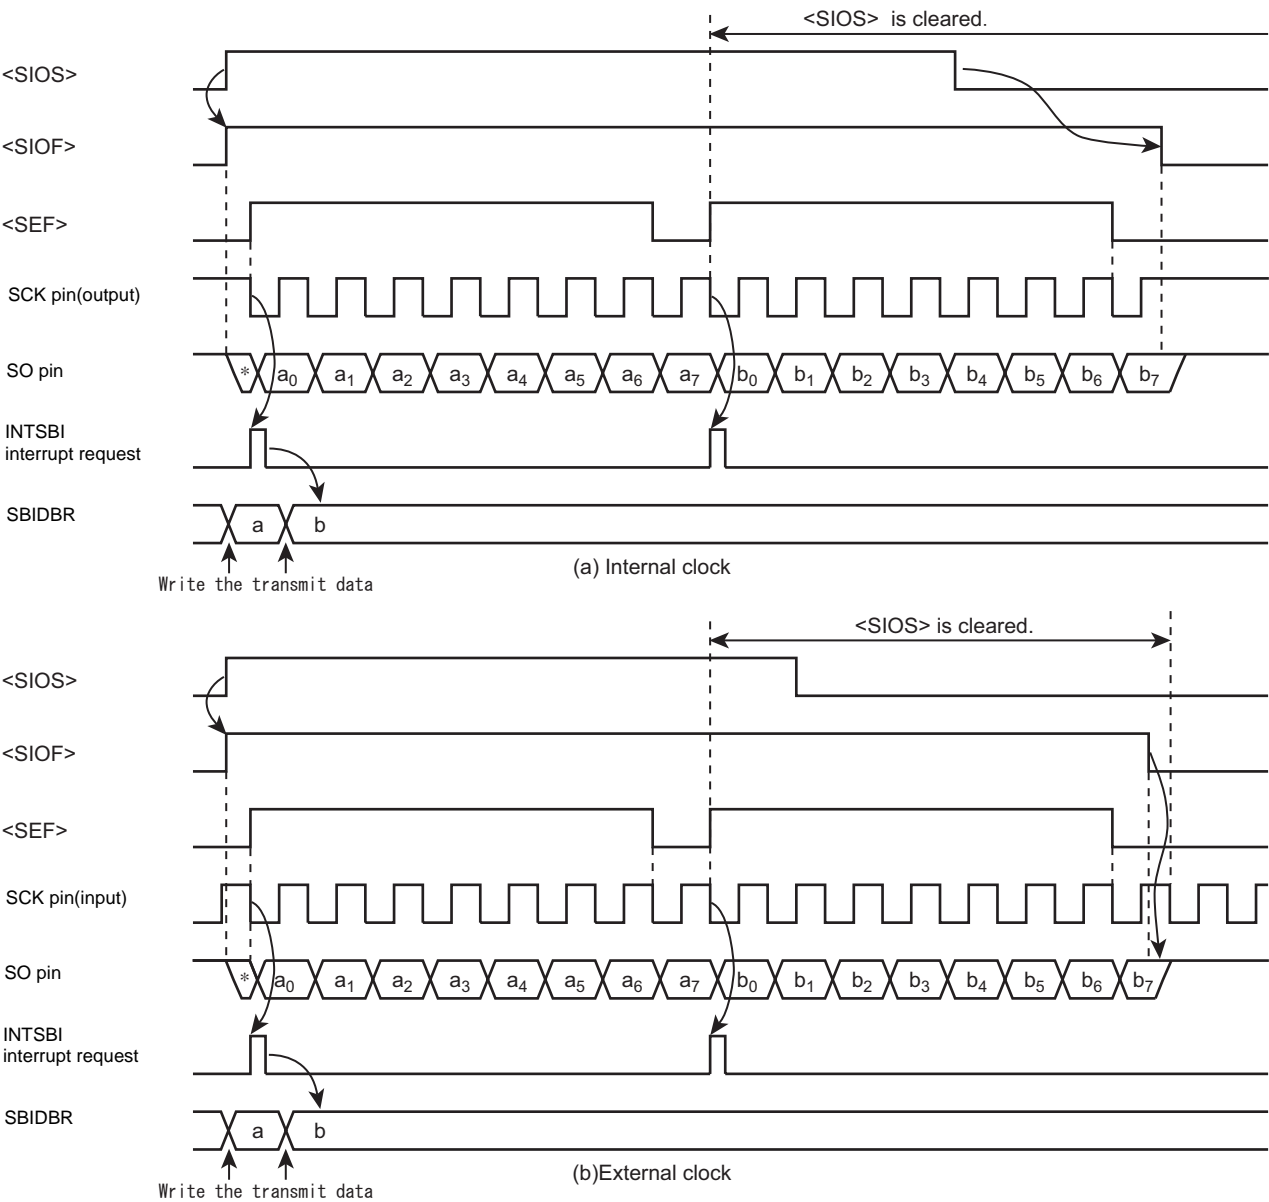 <SIOS> is cleared.
<SIOS>
<SIOF>
<SEF>
SCK pin(output)
SO pin
* a0 a1 a2 a3 a4 a5 a6 a7 b0 b1 b2 b3 b4 b5 b6 b7
INTSBI
interrupt request
SBIDBR
a b
(a) Internal clock
Write the transmit data
<SIOS> is cleared.
<SIOS>
<SIOF>
<SEF>
SCK pin(input)
SO pin
* a0 a1 a2 a3 a4 a5 a6 a7 b0 b1 b2 b3 b4 b5 b6 b7
INTSBI
interrupt request
SBIDBR
a b
(b)External clock
Write the transmit data